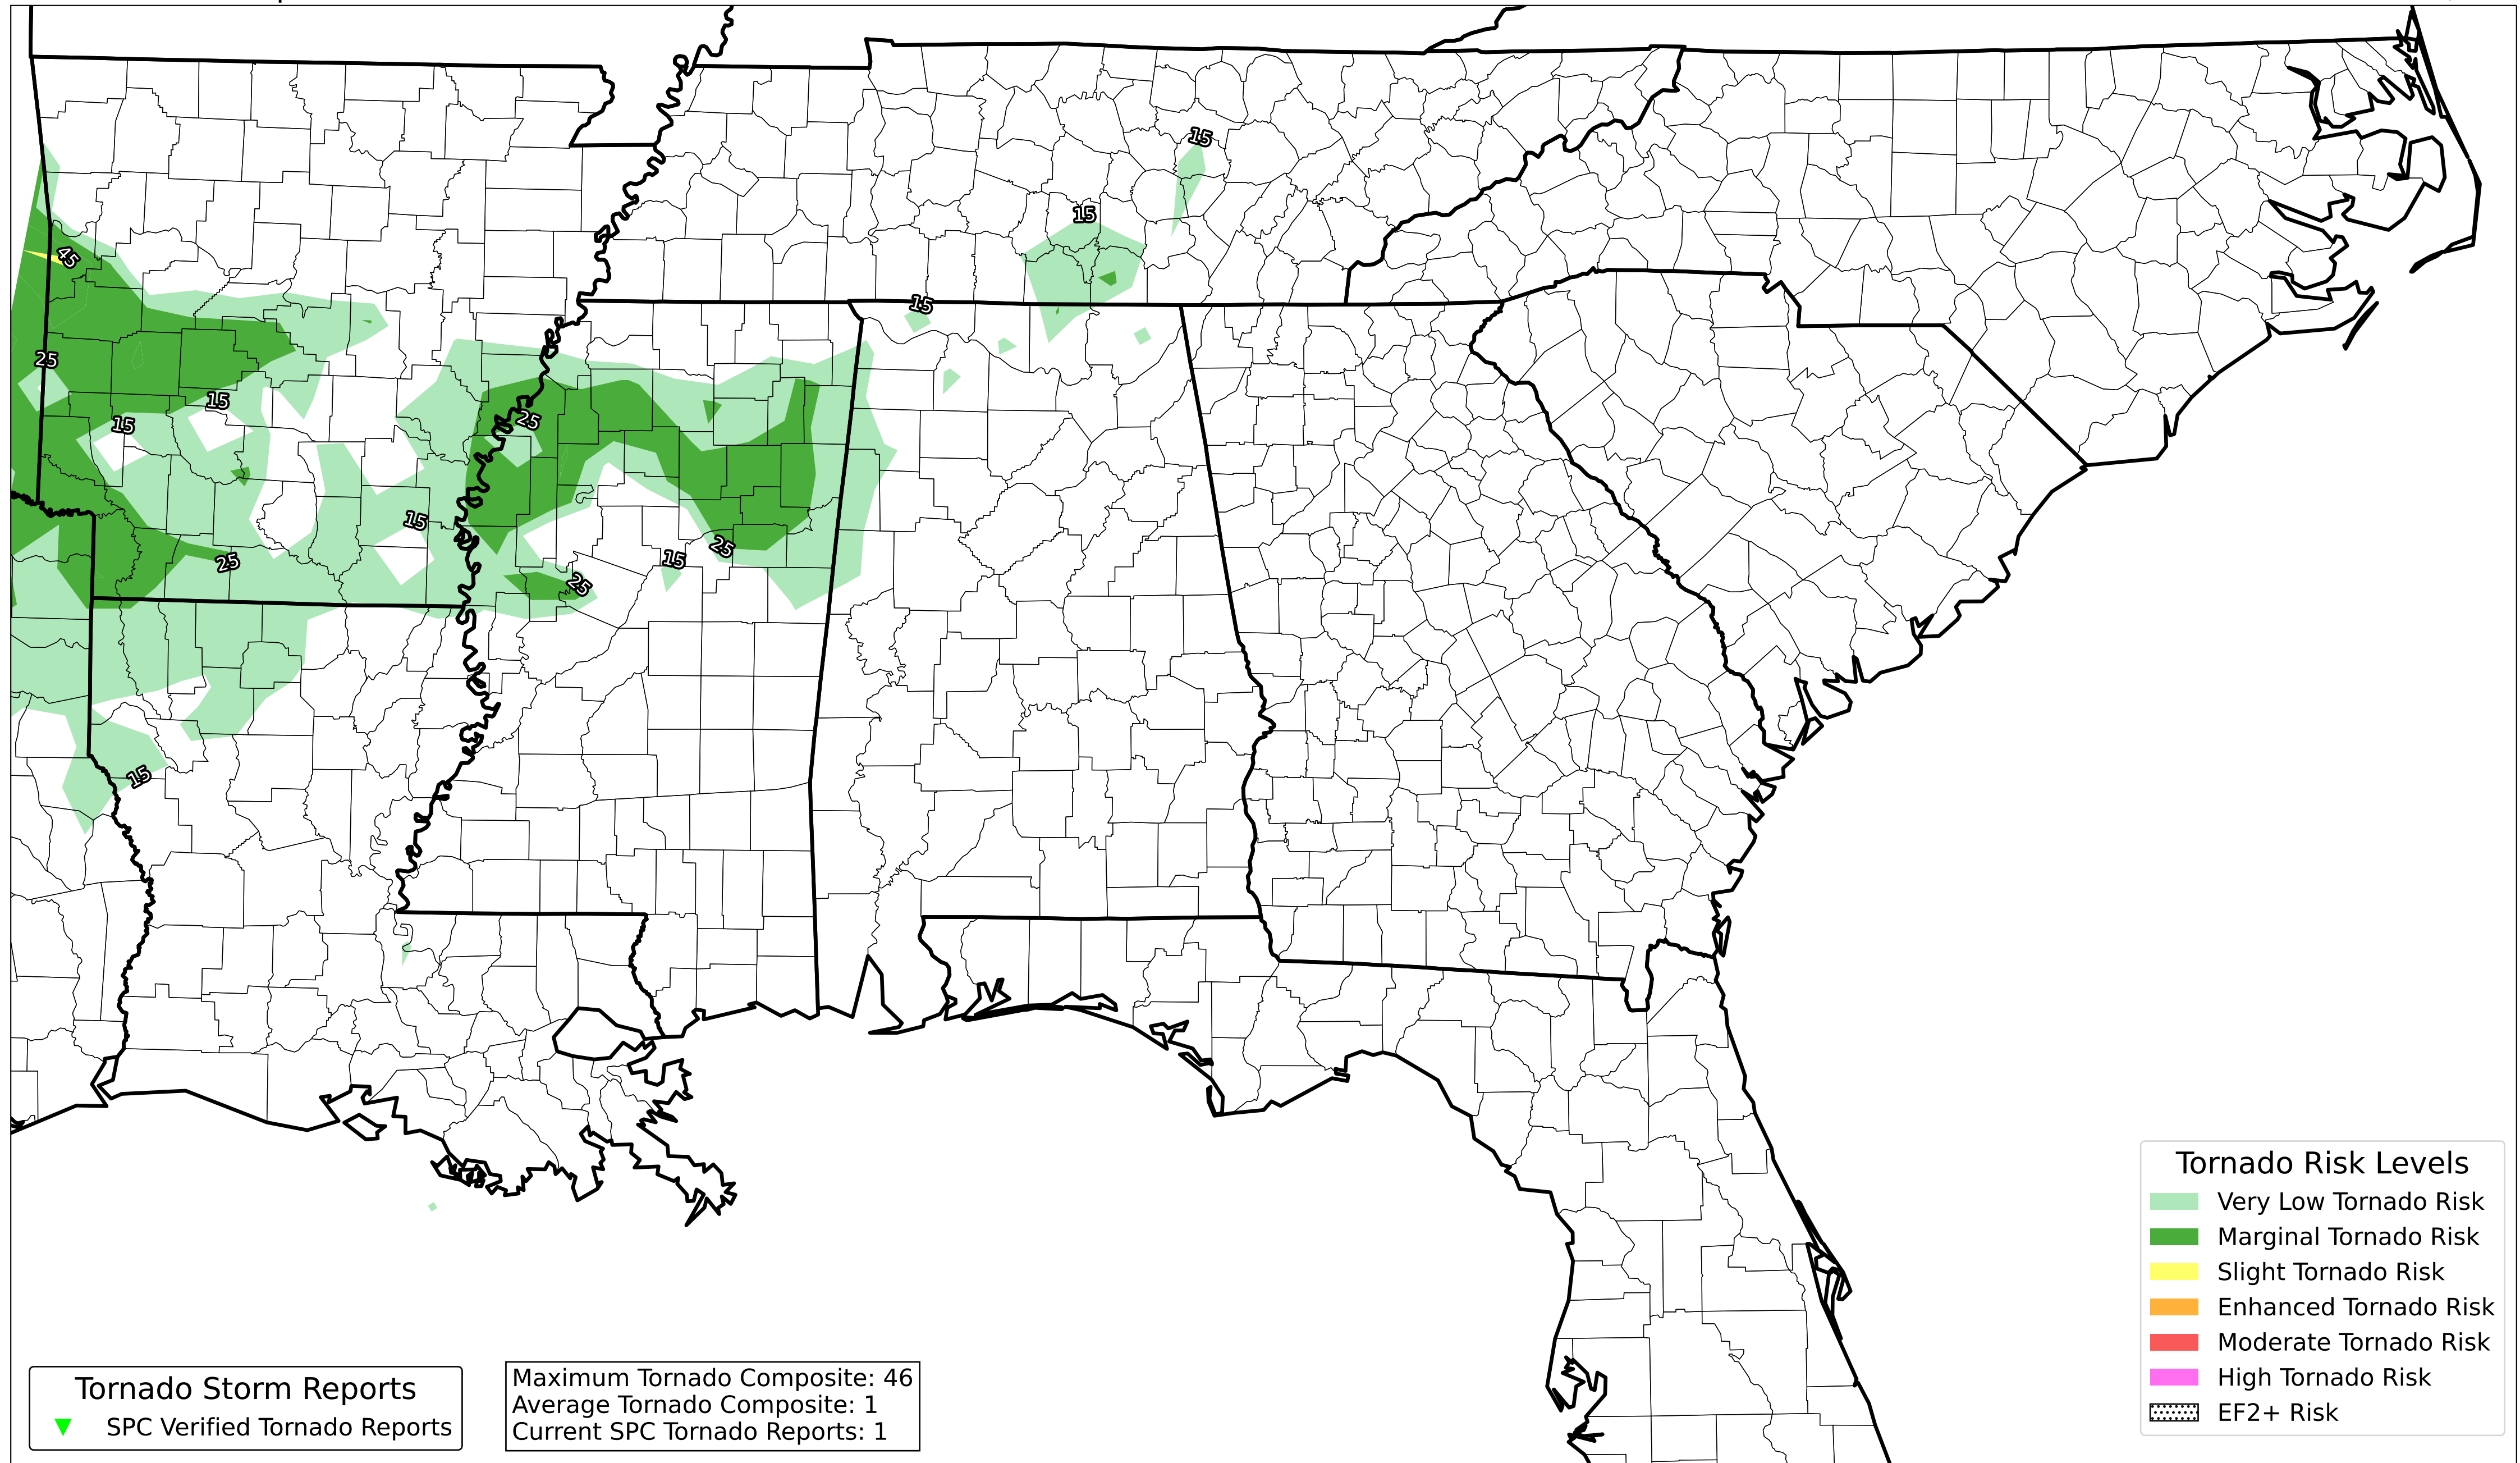 15
15
45
15
25
15
15
25
15
25
15
25
25
15
Tornado Risk Levels
Very Low Tornado Risk
Marginal Tornado Risk
Slight Tornado Risk
Enhanced Tornado Risk
Moderate Tornado Risk
High Tornado Risk
EF2+ Risk
Tornado Storm Reports
SPC Verified Tornado Reports
Maximum Tornado Composite: 46
Average Tornado Composite: 1
Current SPC Tornado Reports: 1